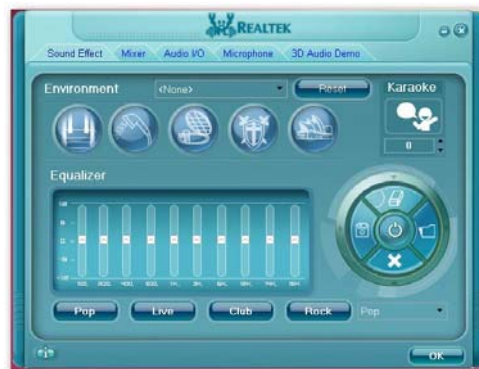 REALTEK
Sound Effect Mixer Audio I/O Microphone 3D Audio Demo
Environment <None> Reset Karaoke
0
Equalizer
Pop Live Club Rock Pop
OK